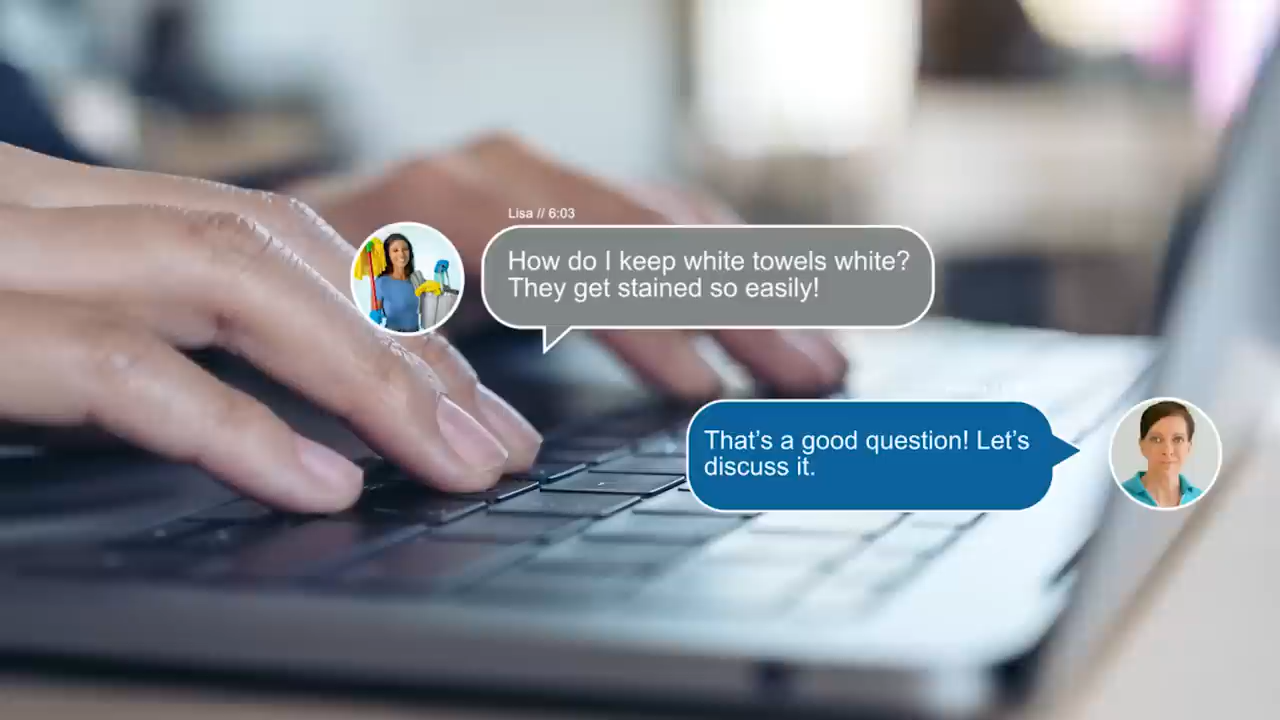 Lisa // 6:03
How do I keep white towels white?
They get stained so easily!
That’s a good question! Let’s
discuss it.